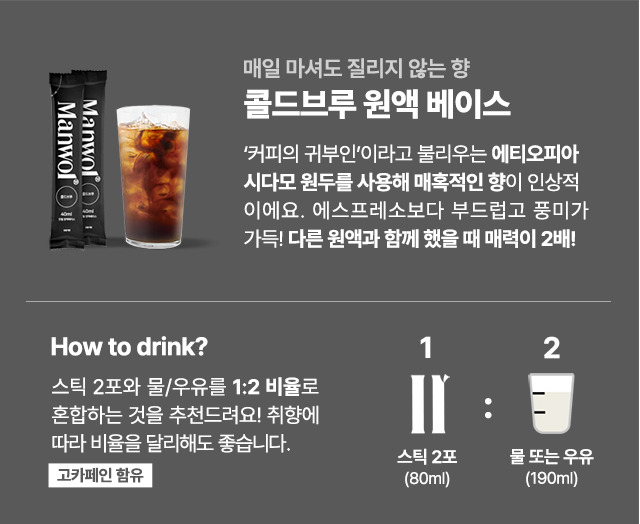 매일 마셔도 질리지 않는 향
콜드브루 원액 베이스
'커피의 귀부인'이라고 불리우는 에티오피아
시다모 원두를 사용해 매혹적인 향이 인상적
이에요. 에스프레소보다 부드럽고 풍미가
가득! 다른 원액과 함께 했을 때 매력이 2배!
Manwol
Manwol®
콜드브루
40ml
40ml
How to drink?
스틱 2포와 물/우유를 1:2 비율로
혼합하는 것을 추천드려요! 취향에
따라 비율을 달리해도 좋습니다.
고카페인 함유
1 : 2
스틱 2포 물 또는 우유
(80ml) (190ml)